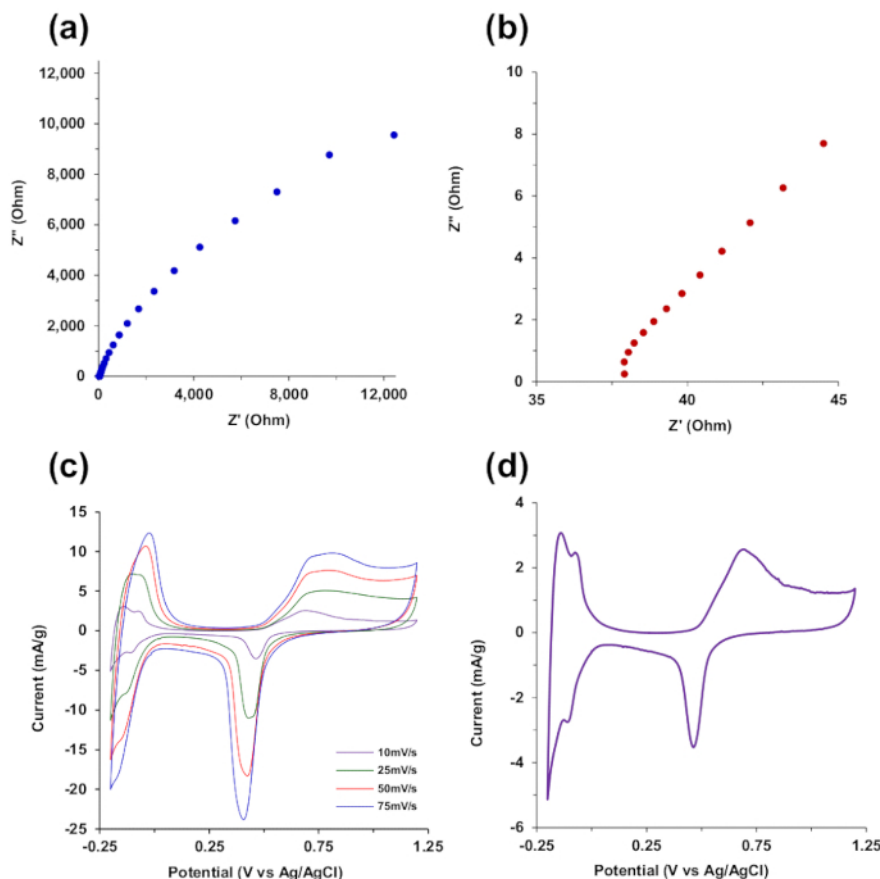 (a)
12,000
10,000
8,000
6,000
4,000
2,000
0
Z'' (Ohm)
0
4,000
8,000
12,000
Z' (Ohm)
(b)
10
8
6
4
2
0
Z'' (Ohm)
35
40
45
Z' (Ohm)
(c)
15
10
5
0
-5
-10
-15
-20
-25
Current (mA/g)
10mV/s
25mV/s
50mV/s
75mV/s
-0.25
0.25
0.75
1.25
Potential (V vs Ag/AgCl)
(d)
4
2
0
-2
-4
-6
Current (mA/g)
-0.25
0.25
0.75
1.25
Potential (V vs Ag/AgCl)